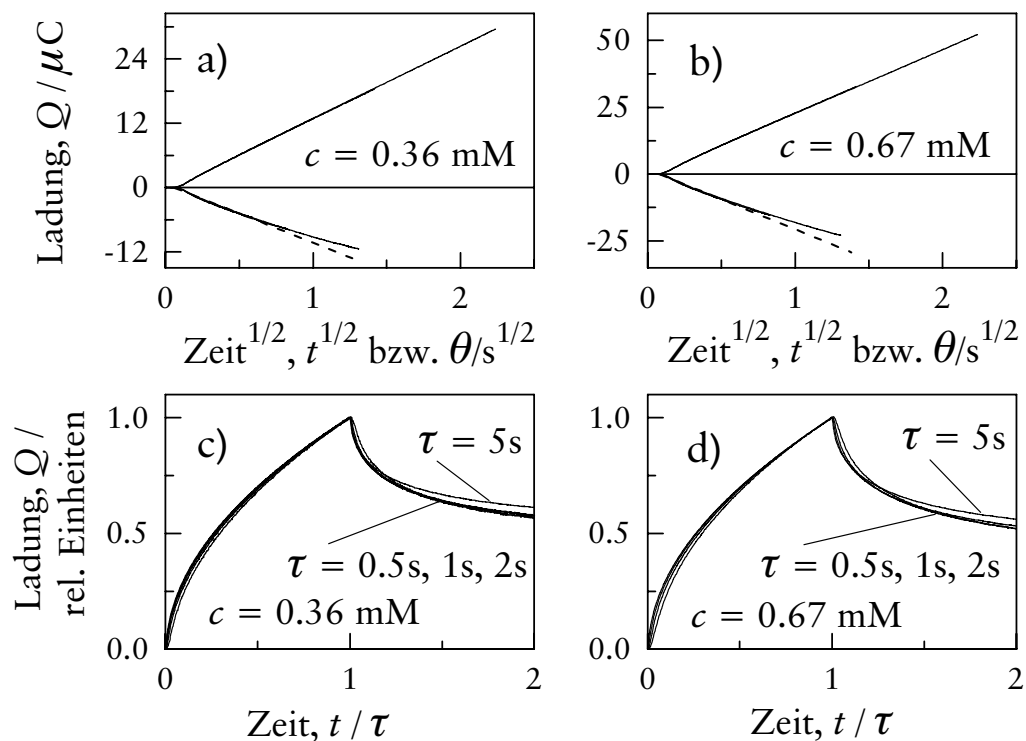 Ladung, Q / μC
24
12
0
-12
a)
c = 0.36 mM
0
1
2
Zeit^1/2, t^1/2 bzw. θ/s^1/2
50
25
0
-25
b)
c = 0.67 mM
0
1
2
Zeit^1/2, t^1/2 bzw. θ/s^1/2
Ladung, Q /
rel. Einheiten
1.0
0.5
0.0
c)
τ = 5s
τ = 0.5s, 1s, 2s
c = 0.36 mM
0
1
2
Zeit, t / τ
1.0
0.5
0.0
d)
τ = 5s
τ = 0.5s, 1s, 2s
c = 0.67 mM
0
1
2
Zeit, t / τ